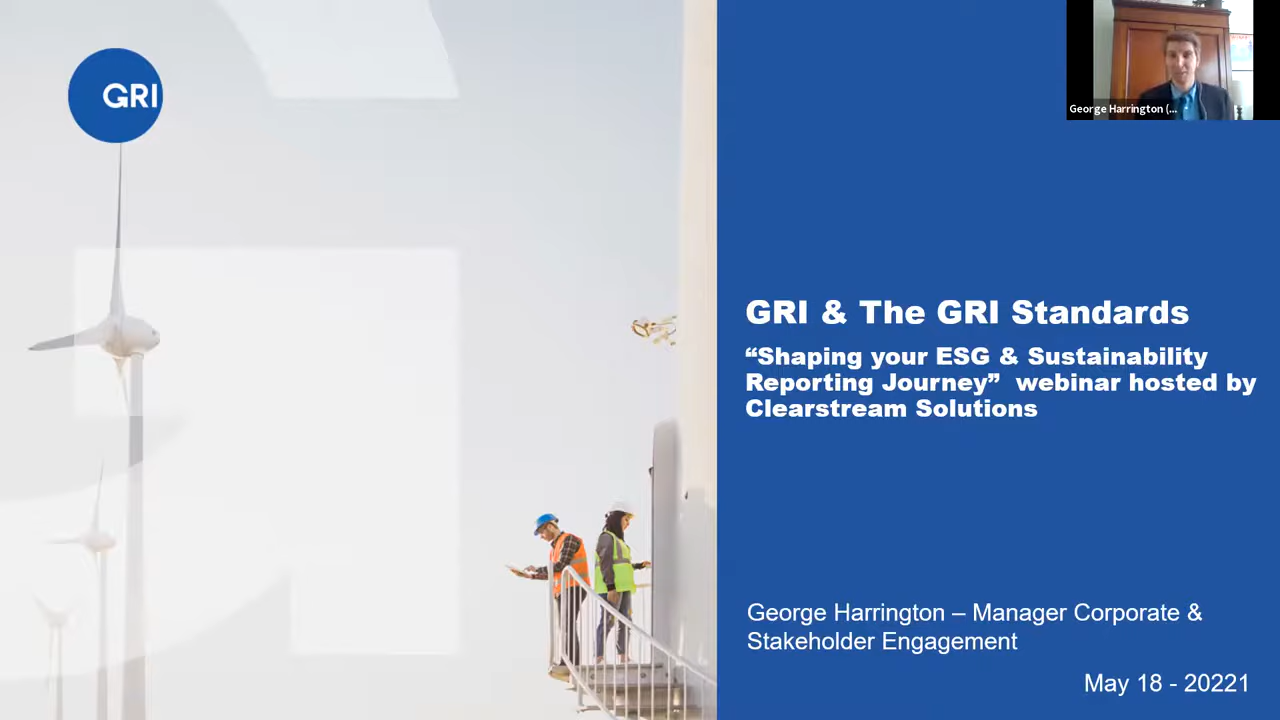 GRI
George Harrington (...
GRI & The GRI Standards
“Shaping your ESG & Sustainability
Reporting Journey”  webinar hosted by
Clearstream Solutions
George Harrington – Manager Corporate &
Stakeholder Engagement
May 18 - 20221